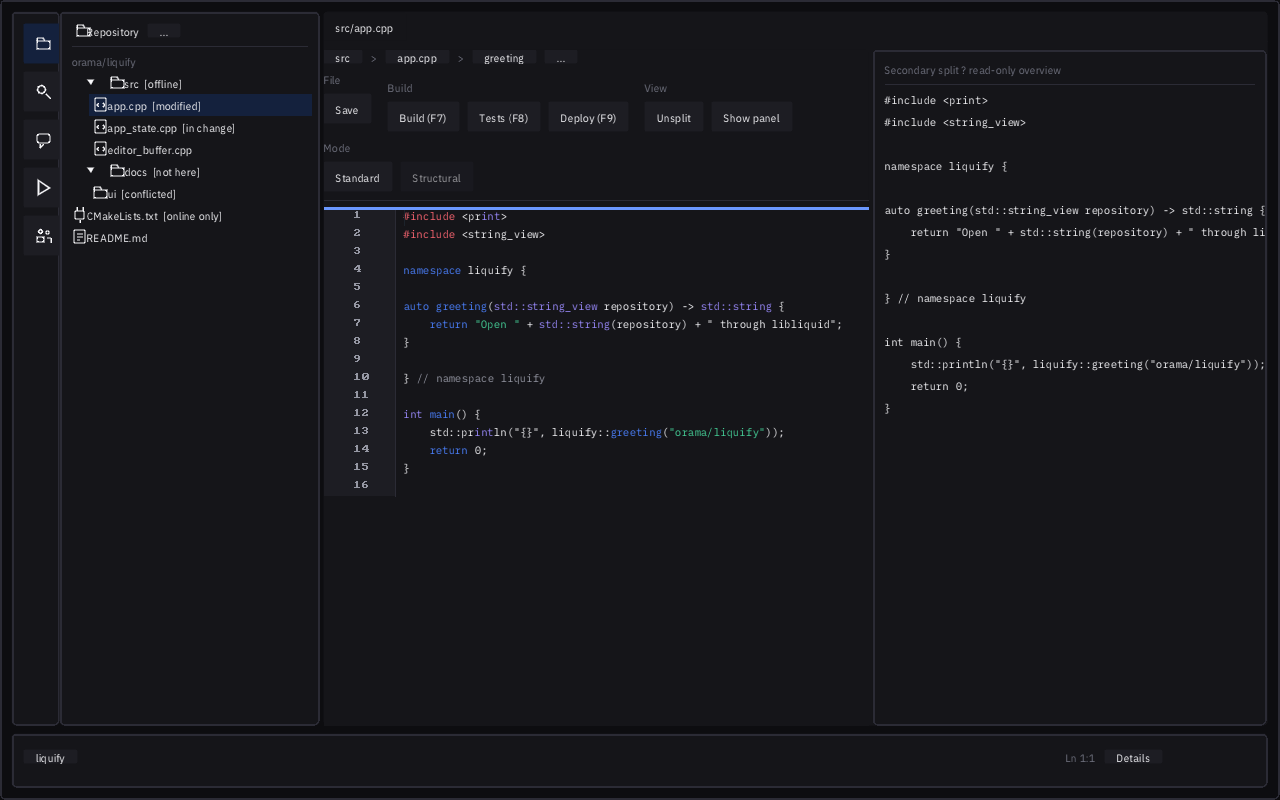 Repository ...
orama/liquify
src [offline]
app.cpp [modified]
app_state.cpp [in change]
editor_buffer.cpp
docs [not here]
ui [conflicted]
CMakeLists.txt [online only]
README.md
src/app.cpp
src > app.cpp > greeting ...
File
Save
Build
Build (F7) Tests (F8) Deploy (F9)
View
Unsplit Show panel
Mode
Standard Structural
1 #include <print>
2 #include <string_view>
3
4 namespace liquify {
5
6 auto greeting(std::string_view repository) -> std::string {
7     return "Open " + std::string(repository) + " through libliquid";
8 }
9
10 } // namespace liquify
11
12 int main() {
13     std::println("{}", liquify::greeting("orama/liquify"));
14     return 0;
15 }
16
Secondary split ? read-only overview
#include <print>
#include <string_view>
namespace liquify {
auto greeting(std::string_view repository) -> std::string {
    return "Open " + std::string(repository) + " through li
}
} // namespace liquify
int main() {
    std::println("{}", liquify::greeting("orama/liquify"));
    return 0;
}
liquify
Ln 1:1 Details